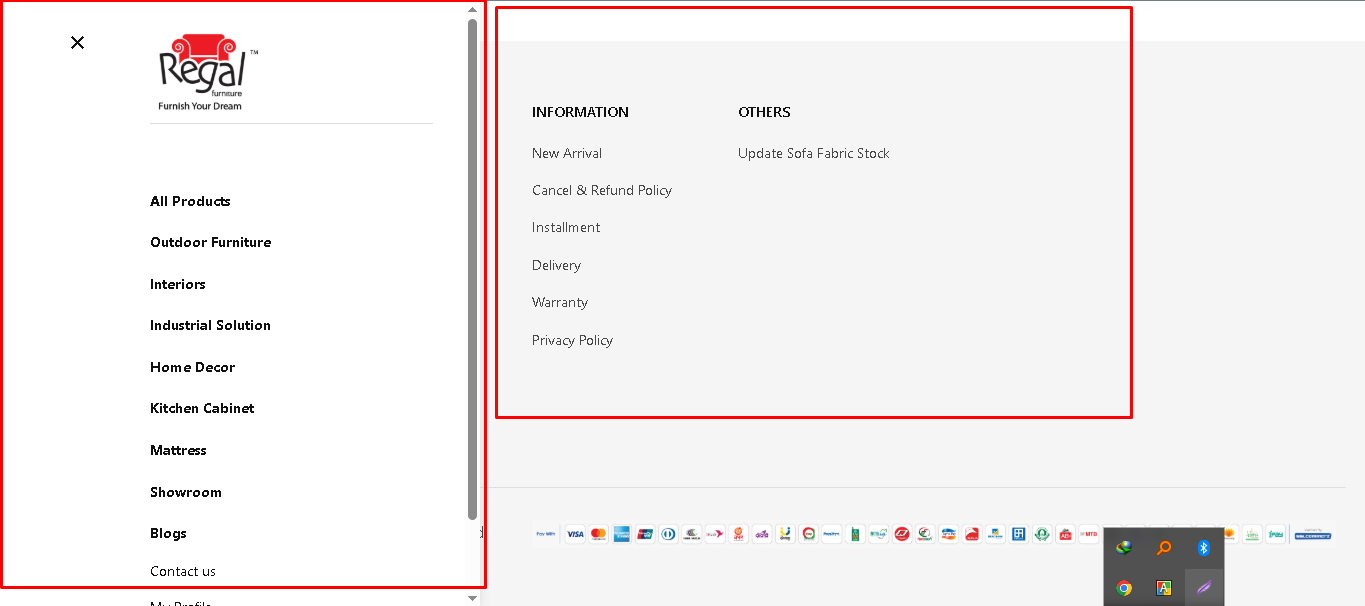 Regal™
furniture
Furnish Your Dream
All Products
Outdoor Furniture
Interiors
Industrial Solution
Home Decor
Kitchen Cabinet
Mattress
Showroom
Blogs
Contact us
My Profile
INFORMATION
New Arrival
Cancel & Refund Policy
Installment
Delivery
Warranty
Privacy Policy
OTHERS
Update Sofa Fabric Stock
Pay With VISA